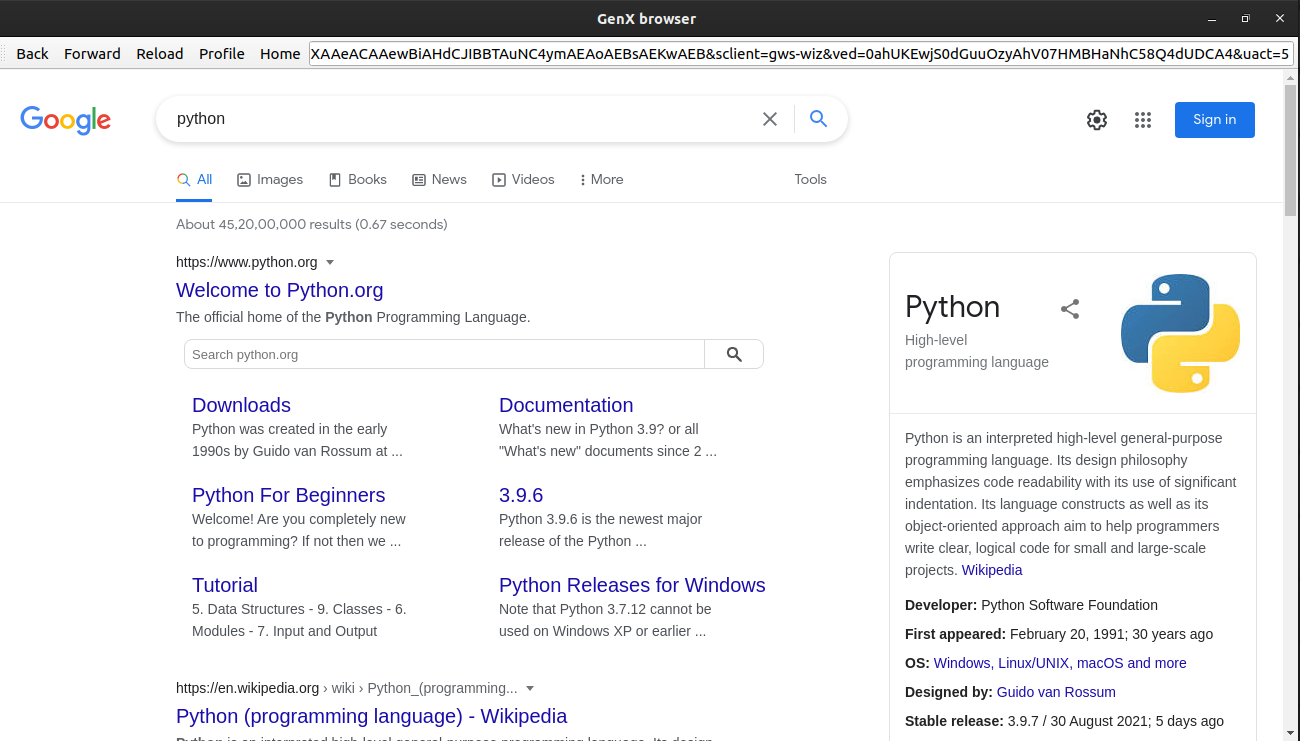 GenX browser
Back Forward Reload Profile Home XAAeACAAewBiAHdCJIBBTAuNC4ymAEAoAEBsAEKwAEB&sclient=gws-wiz&ved=0ahUKEwjS0dGuuOzyAhV07HMBHaNhC58Q4dUDCA4&uact=5
Google
python
Sign in
All Images Books News Videos More Tools
About 45,20,00,000 results (0.67 seconds)
https://www.python.org
Welcome to Python.org
The official home of the Python Programming Language.
Search python.org
Downloads
Python was created in the early
1990s by Guido van Rossum at ...
Documentation
What's new in Python 3.9? or all
"What's new" documents since 2 ...
Python For Beginners
Welcome! Are you completely new
to programming? If not then we ...
3.9.6
Python 3.9.6 is the newest major
release of the Python ...
Tutorial
5. Data Structures - 9. Classes - 6.
Modules - 7. Input and Output
Python Releases for Windows
Note that Python 3.7.12 cannot be
used on Windows XP or earlier ...
https://en.wikipedia.org › wiki › Python_(programming...
Python (programming language) - Wikipedia
Python is an interpreted high-level general-purpose programming language. Its design
Python
High-level
programming language
Python is an interpreted high-level general-purpose
programming language. Its design philosophy
emphasizes code readability with its use of significant
indentation. Its language constructs as well as its
object-oriented approach aim to help programmers
write clear, logical code for small and large-scale
projects. Wikipedia
Developer: Python Software Foundation
First appeared: February 20, 1991; 30 years ago
OS: Windows, Linux/UNIX, macOS and more
Designed by: Guido van Rossum
Stable release: 3.9.7 / 30 August 2021; 5 days ago